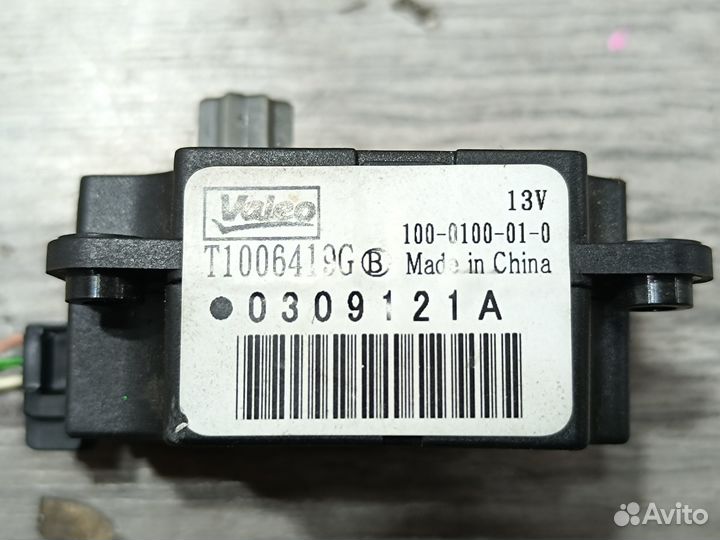 Valeo
13V
100-0100-01-0
T1006419G B Made in China
●0309121A
Avito